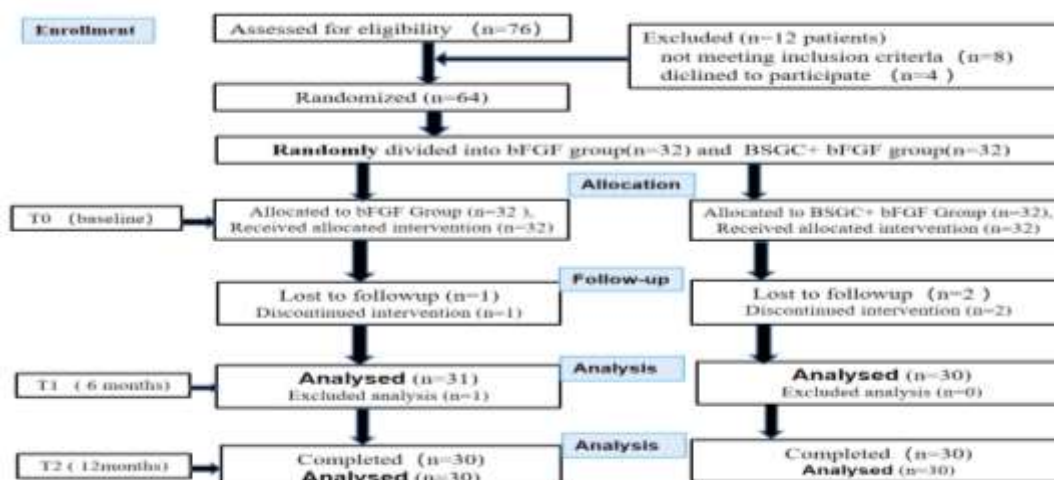 Enrollment
Assessed for eligibility (n=76)
Excluded (n=12 patients)
not meeting inclusion criterla (n=8)
diclined to participate (n=4 )
Randomized (n=64)
Randomly divided into bFGF group(n=32) and BSGC+ bFGF group(n=32)
Allocation
T0 (baseline)
Allocated to bFGF Group (n=32 ),
Received allocated intervention (n=32)
Allocated to BSGC+ bFGF Group (n=32),
Received allocated intervention (n=32)
Follow-up
Lost to followup (n=1)
Discontinued intervention (n=1)
Lost to followup (n=2 )
Discontinued intervention (n=2)
Analysis
T1 ( 6 months)
Analysed (n=31)
Excluded analysis (n=1)
Analysed (n=30)
Excluded analysis (n=0)
Analysis
T2 ( 12months)
Completed (n=30)
Analysed (n=30)
Completed (n=30)
Analysed (n=30)